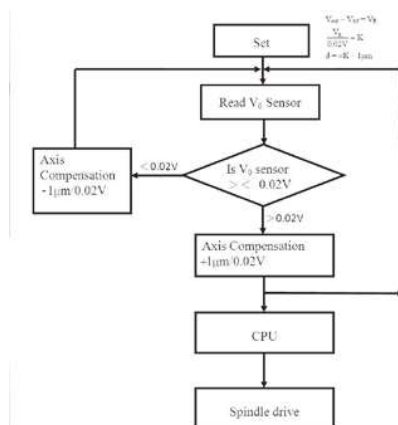 Set
Read V₀ Sensor
Is V₀ sensor
> < 0.02V
< 0.02V
Axis
Compensation
-1μm/0.02V
>0.02V
Axis Compensation
+1μm/0.02V
CPU
Spindle drive